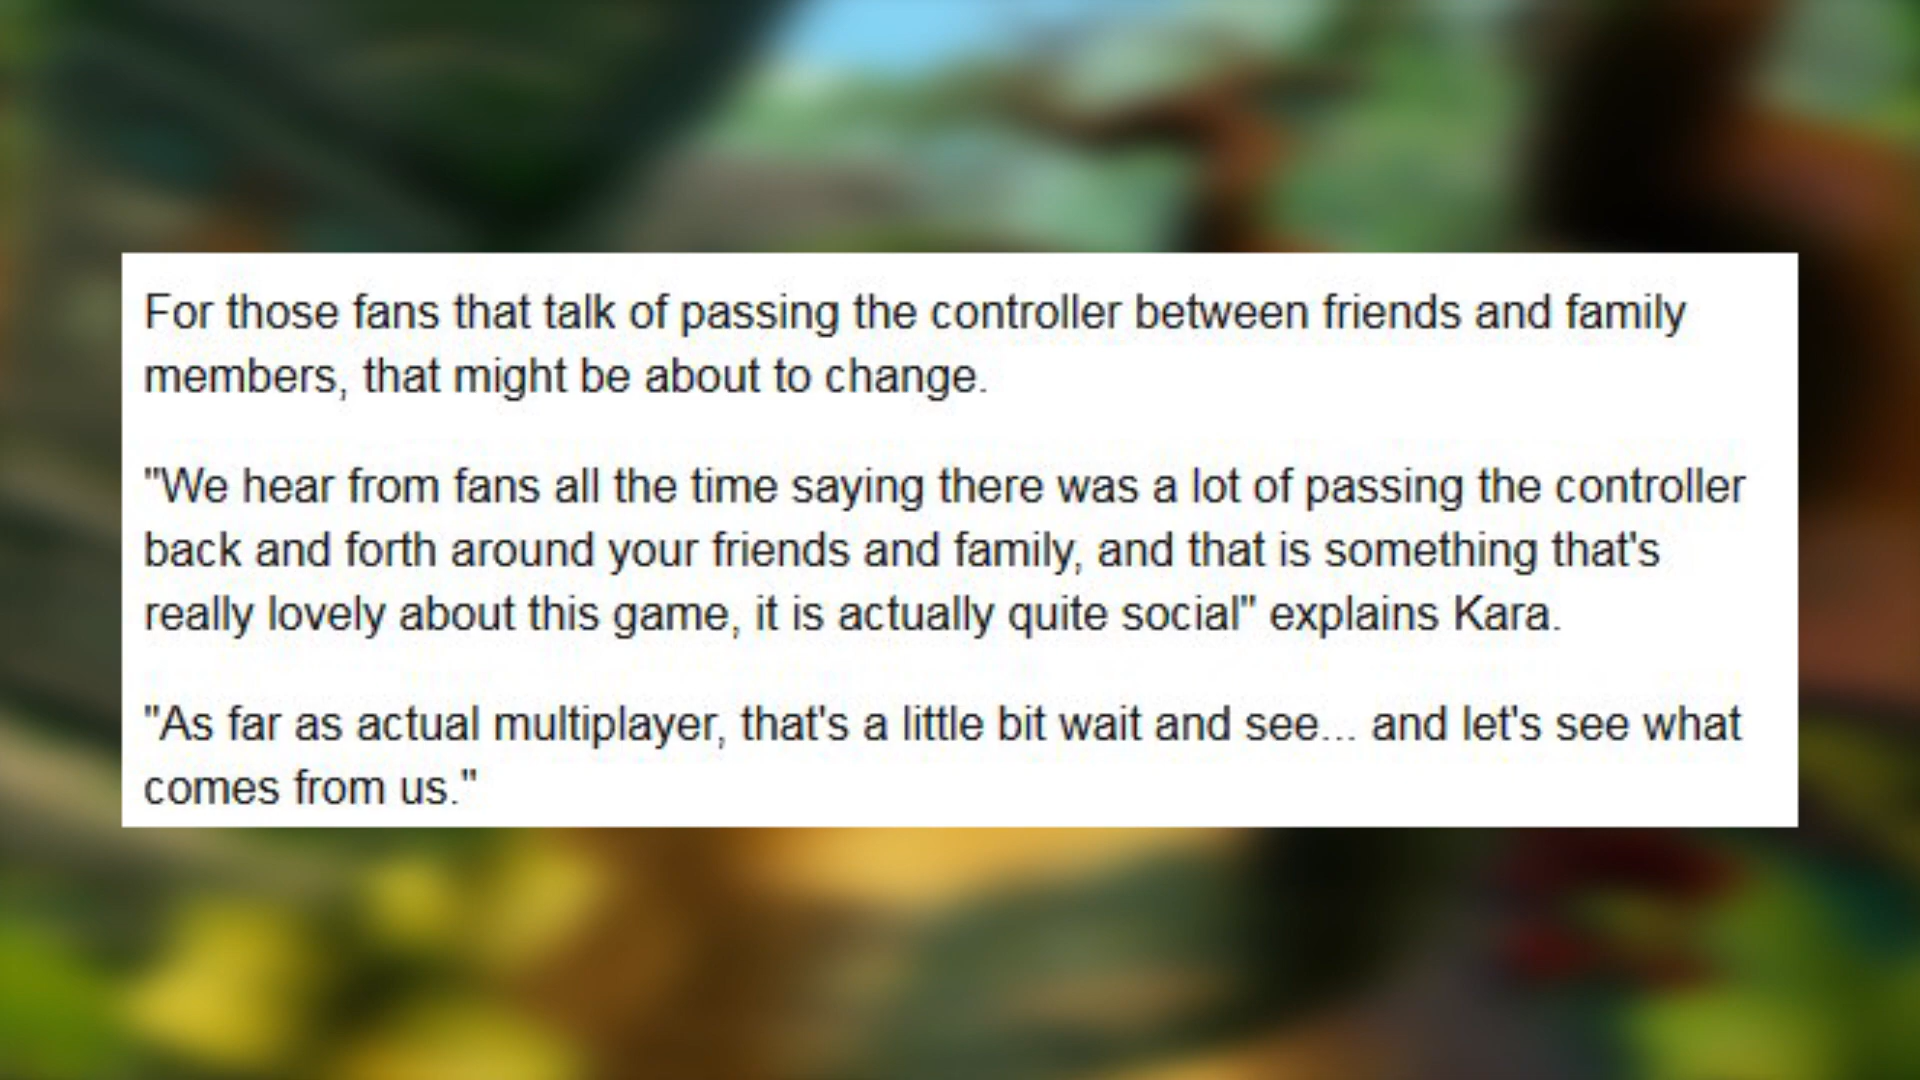 For those fans that talk of passing the controller between friends and family
members, that might be about to change.
"We hear from fans all the time saying there was a lot of passing the controller
back and forth around your friends and family, and that is something that's
really lovely about this game, it is actually quite social" explains Kara.
"As far as actual multiplayer, that's a little bit wait and see... and let's see what
comes from us."